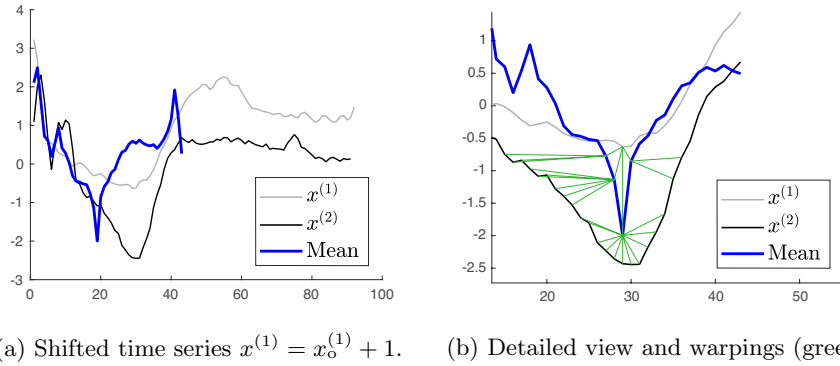 4
3
2
1
0
-1
-2
-3
0 20 40 60 80 100
x^(1)
x^(2)
Mean
1
0.5
0
-0.5
-1
-1.5
-2
-2.5
20 30 40 50
x^(1)
x^(2)
Mean
a) Shifted time series x^(1) = x_o^(1) + 1.
(b) Detailed view and warpings (gree